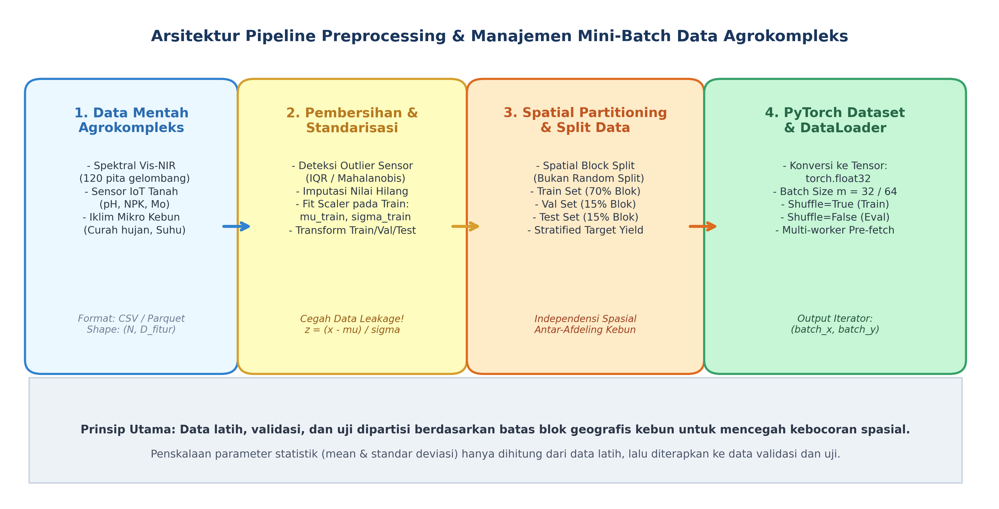 Arsitektur Pipeline Preprocessing & Manajemen Mini-Batch Data Agrokompleks
1. Data Mentah
Agrokompleks
- Spektral Vis-NIR
(120 pita gelombang)
- Sensor IoT Tanah
(pH, NPK, Mo)
- Iklim Mikro Kebun
(Curah hujan, Suhu)
Format: CSV / Parquet
Shape: (N, D_fitur)
2. Pembersihan &
Standarisasi
- Deteksi Outlier Sensor
(IQR / Mahalanobis)
- Imputasi Nilai Hilang
- Fit Scaler pada Train:
mu_train, sigma_train
- Transform Train/Val/Test
Cegah Data Leakage!
z = (x - mu) / sigma
3. Spatial Partitioning
& Split Data
- Spatial Block Split
(Bukan Random Split)
- Train Set (70% Blok)
- Val Set (15% Blok)
- Test Set (15% Blok)
- Stratified Target Yield
Independensi Spasial
Antar-Afdeling Kebun
4. PyTorch Dataset
& DataLoader
- Konversi ke Tensor:
torch.float32
- Batch Size m = 32 / 64
- Shuffle=True (Train)
- Shuffle=False (Eval)
- Multi-worker Pre-fetch
Output Iterator:
(batch_x, batch_y)
Prinsip Utama: Data latih, validasi, dan uji dipartisi berdasarkan batas blok geografis kebun untuk mencegah kebocoran spasial.
Penskalaan parameter statistik (mean & standar deviasi) hanya dihitung dari data latih, lalu diterapkan ke data validasi dan uji.